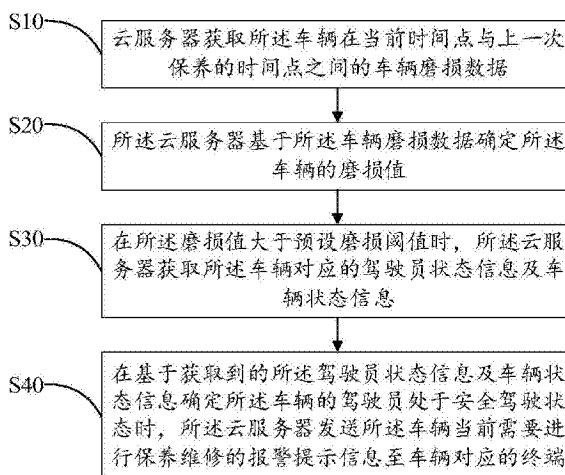 S10
云服务器获取所述车辆在当前时间点与上一次
保养的时间点之间的车辆磨损数据
S20
所述云服务器基于所述车辆磨损数据确定所述
车辆的磨损值
S30
在所述磨损值大于预设磨损阈值时，所述云服
务器获取所述车辆对应的驾驶员状态信息及车
辆状态信息
S40
在基于获取到的所述驾驶员状态信息及车辆状
态信息确定所述车辆的驾驶员处于安全驾驶状
态时，所述云服务器发送所述车辆当前需要进
行保养维修的报警提示信息至车辆对应的终端